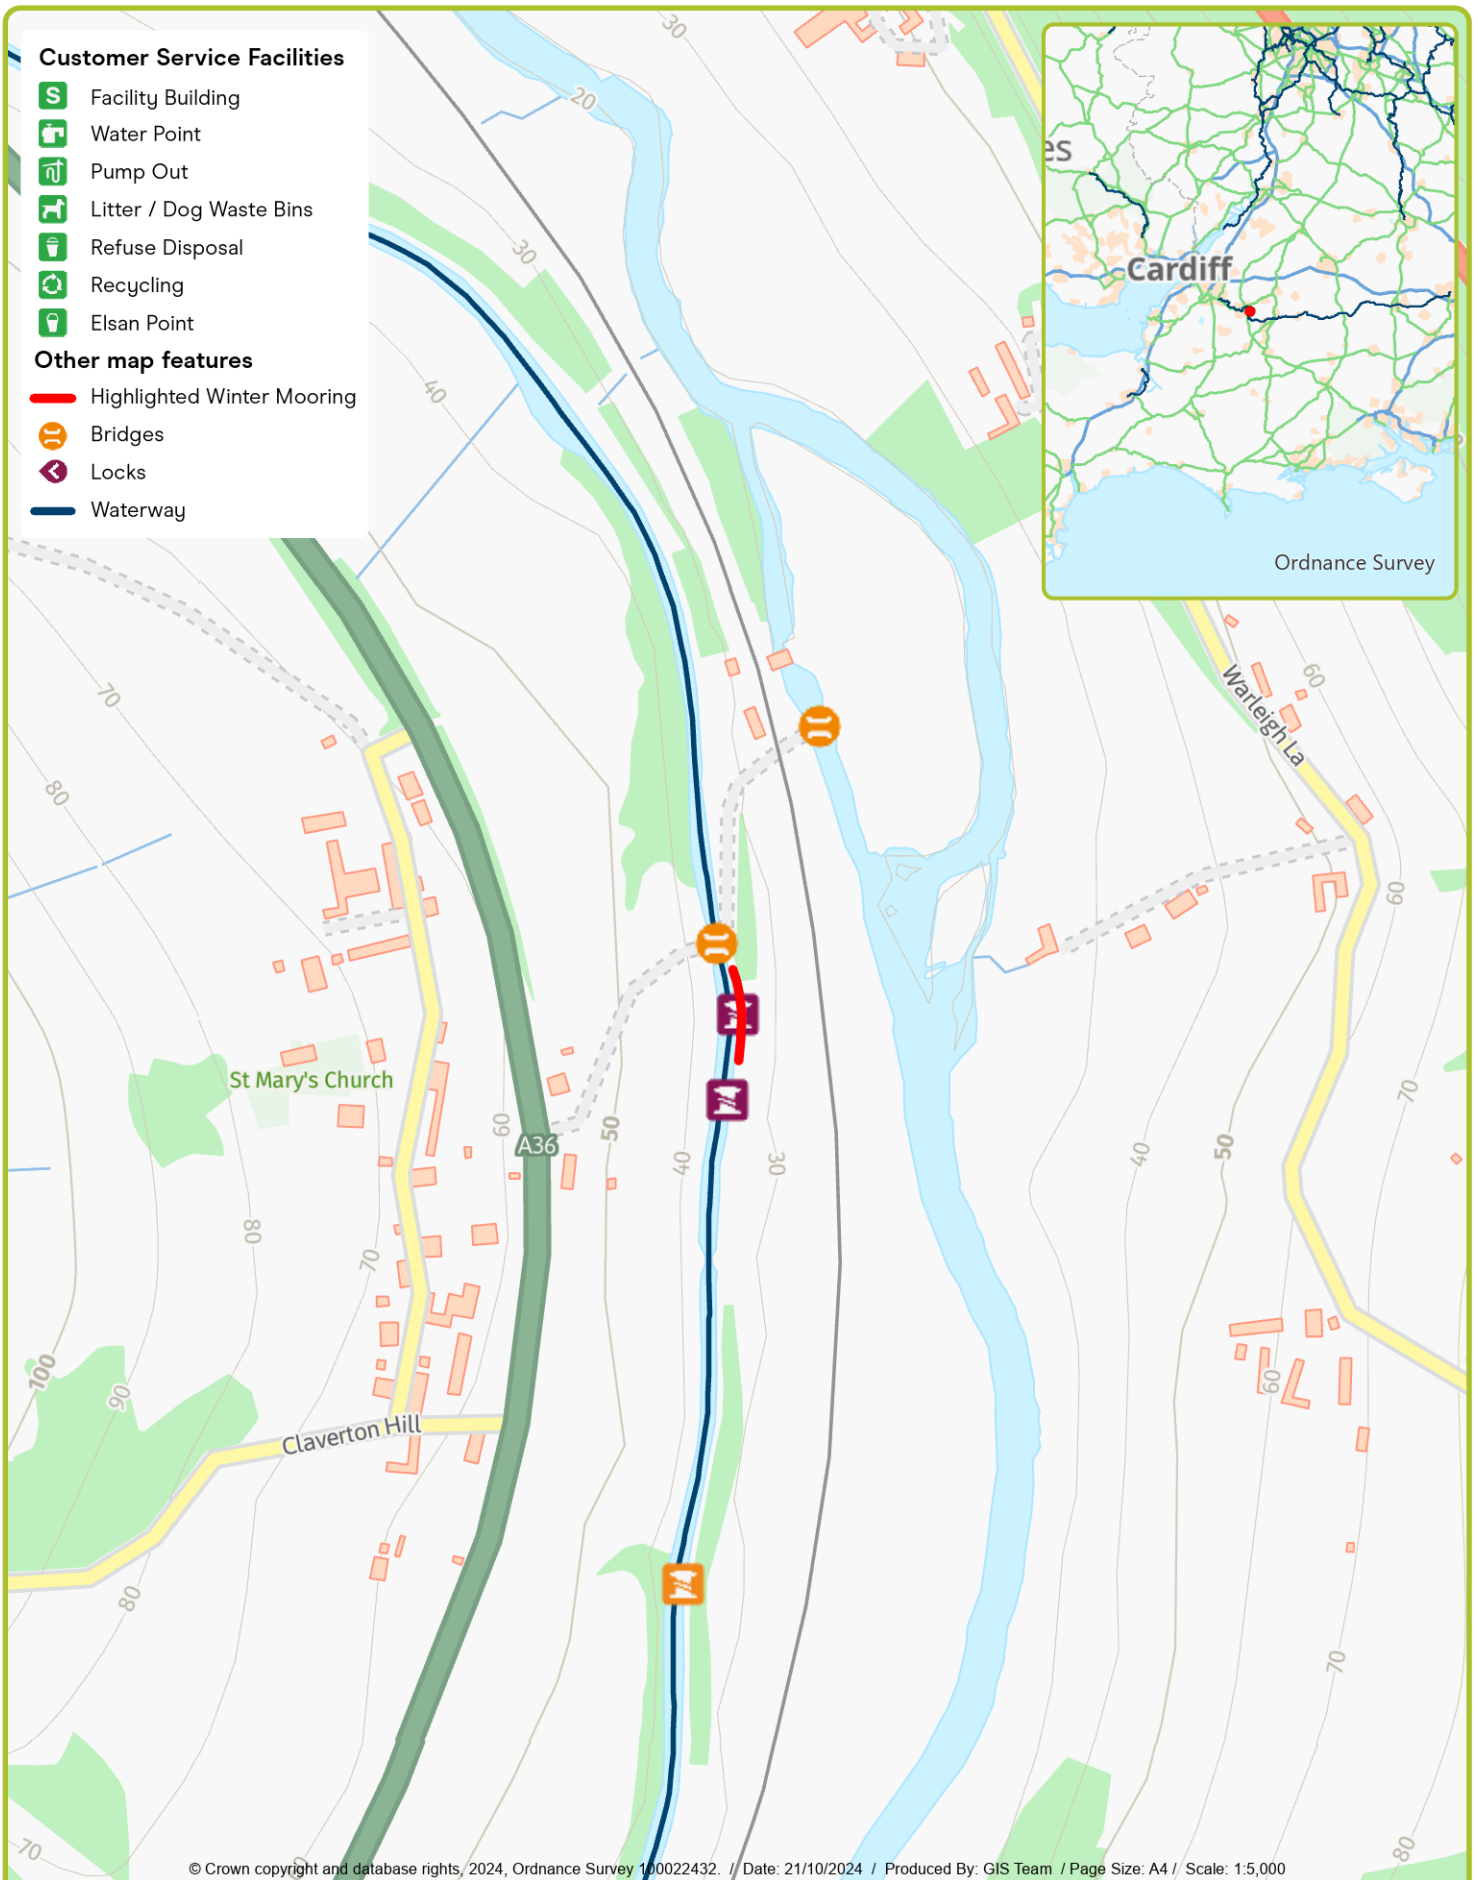 Customer Service Facilities
S Facility Building
Water Point
Pump Out
Litter / Dog Waste Bins
Refuse Disposal
Recycling
Elsan Point
Other map features
Highlighted Winter Mooring
Bridges
Locks
Waterway
es
Cardiff
Ordnance Survey
30
20
30
40
70
80
Warleigh La
60
60
St Mary's Church
A36
60
50
40
30
40
50
70
80
70
100
90
60
Claverton Hill
80
70
70
80
© Crown copyright and database rights, 2024, Ordnance Survey 100022432. / Date: 21/10/2024 / Produced By: GIS Team / Page Size: A4 / Scale: 1:5,000